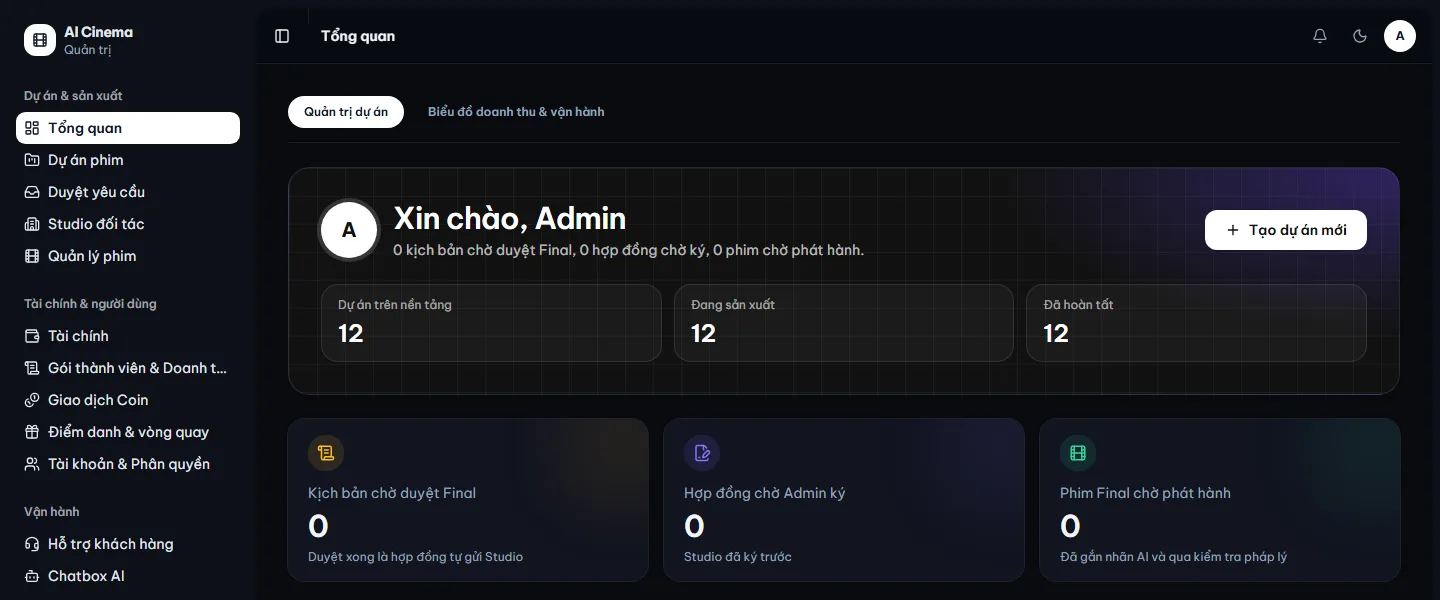 AI Cinema
Quản trị
Dự án & sản xuất
Tổng quan
Dự án phim
Duyệt yêu cầu
Studio đối tác
Quản lý phim
Tài chính & người dùng
Tài chính
Gói thành viên & Doanh t...
Giao dịch Coin
Điểm danh & vòng quay
Tài khoản & Phân quyền
Vận hành
Hỗ trợ khách hàng
Chatbox AI
Tổng quan
A
Quản trị dự án
Biểu đồ doanh thu & vận hành
A
Xin chào, Admin
0 kịch bản chờ duyệt Final, 0 hợp đồng chờ ký, 0 phim chờ phát hành.
+ Tạo dự án mới
Dự án trên nền tảng
12
Đang sản xuất
12
Đã hoàn tất
12
Kịch bản chờ duyệt Final
0
Duyệt xong là hợp đồng tự gửi Studio
Hợp đồng chờ Admin ký
0
Studio đã ký trước
Phim Final chờ phát hành
0
Đã gắn nhãn AI và qua kiểm tra pháp lý